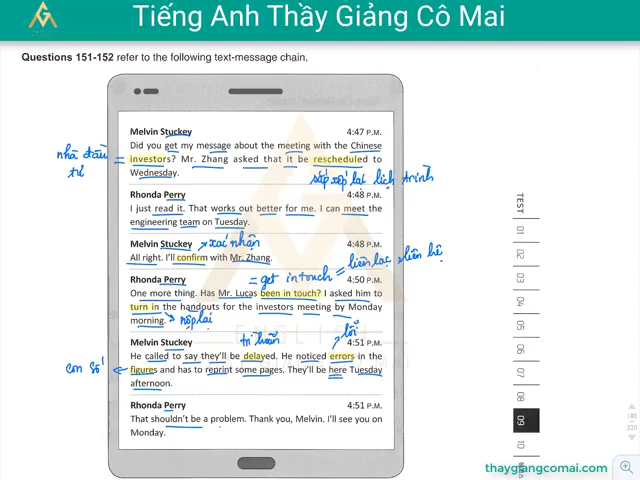 Tiếng Anh Thầy Giảng Cô Mai
Questions 151-152 refer to the following text-message chain.
Melvin Stuckey 4:47 P.M.
Did you get my message about the meeting with the Chinese
investors? Mr. Zhang asked that it be rescheduled to
Wednesday.
nhà đầu
tư =
sắp xếp lại lịch trình
Rhonda Perry 4:48 P.M.
I just read it. That works out better for me. I can meet the
engineering team on Tuesday.
Melvin Stuckey 4:48 P.M.
xác nhận
All right. I'll confirm with Mr. Zhang.
= get in touch = liên lạc, liên hệ
Rhonda Perry 4:50 P.M.
One more thing. Has Mr. Lucas been in touch? I asked him to
turn in the handouts for the investors meeting by Monday
morning.
nộp lại
trì hoãn
lỗi
Melvin Stuckey 4:51 P.M.
He called to say they'll be delayed. He noticed errors in the
figures and has to reprint some pages. They'll be here Tuesday
afternoon.
con số
Rhonda Perry 4:51 P.M.
That shouldn't be a problem. Thank you, Melvin. I'll see you on
Monday.
TEST
01
02
03
04
05
06
07
08
09
10
180
220
thaygiangcomai.com